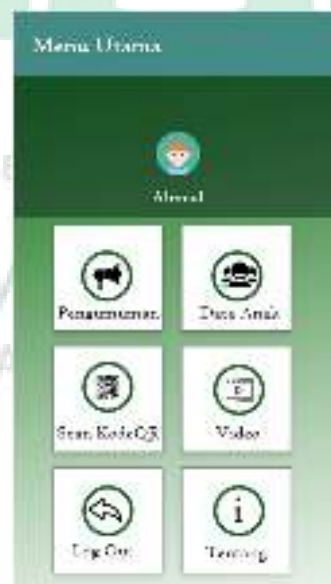 Menu Utama
Ahmad
Pengumuman
Data Anak
Scan KodeQR
Video
Log Out
Tentang